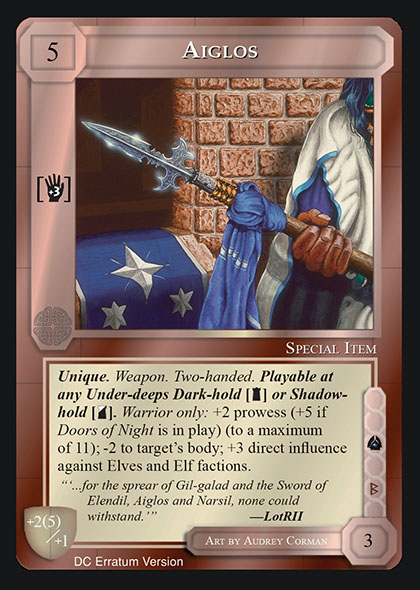 5
AIGLOS
[+3]
SPECIAL ITEM
Unique. Weapon. Two-handed. Playable at
any Under-deeps Dark-hold [ ] or Shadow-
hold [ ]. Warrior only: +2 prowess (+5 if
Doors of Night is in play) (to a maximum
of 11); -2 to target's body; +3 direct influence
against Elves and Elf factions.
“‘...for the sprear of Gil-galad and the Sword of
Elendil, Aiglos and Narsil, none could
withstand.’” —LotRII
+2(5)
/+1
ART BY AUDREY CORMAN
3
DC Erratum Version